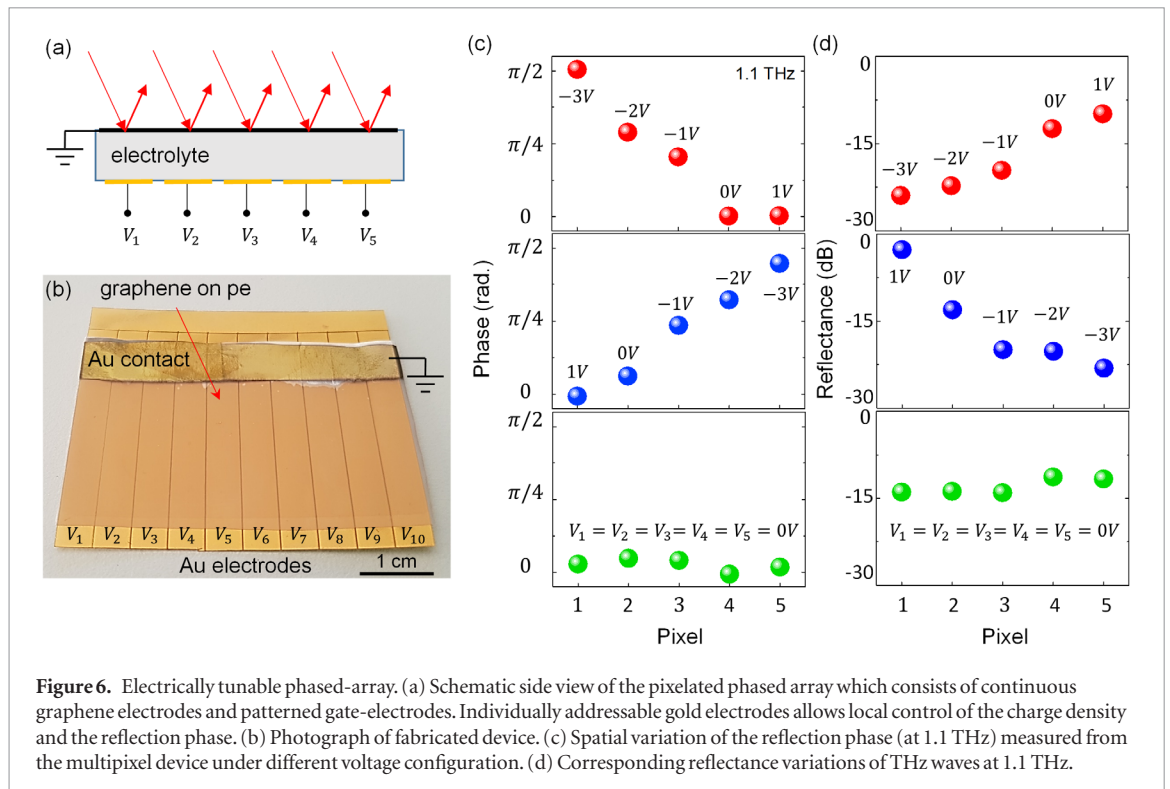 (a)
electrolyte
V₁ V₂ V₃ V₄ V₅
(b)
graphene on pe
Au contact
V₁ V₂ V₃ V₄ V₅ V₆ V₇ V₈ V₉ V₁₀
Au electrodes
1 cm
(c)
1.1 THz
Phase (rad.)
π/2
π/4
0
−3V
−2V
−1V
0V
1V
π/2
π/4
0
1V
0V
−1V
−2V
−3V
π/2
π/4
0
V₁ = V₂ = V₃= V₄ = V₅ = 0V
1 2 3 4 5
Pixel
(d)
Reflectance (dB)
0
-15
-30
−3V
−2V
−1V
0V
1V
0
-15
-30
1V
0V
−1V
−2V
−3V
0
-15
-30
V₁ = V₂ = V₃= V₄ = V₅ = 0V
1 2 3 4 5
Pixel
Figure 6. Electrically tunable phased-array. (a) Schematic side view of the pixelated phased array which consists of continuous
graphene electrodes and patterned gate-electrodes. Individually addressable gold electrodes allows local control of the charge density
and the reflection phase. (b) Photograph of fabricated device. (c) Spatial variation of the reflection phase (at 1.1 THz) measured from
the multipixel device under different voltage configuration. (d) Corresponding reflectance variations of THz waves at 1.1 THz.